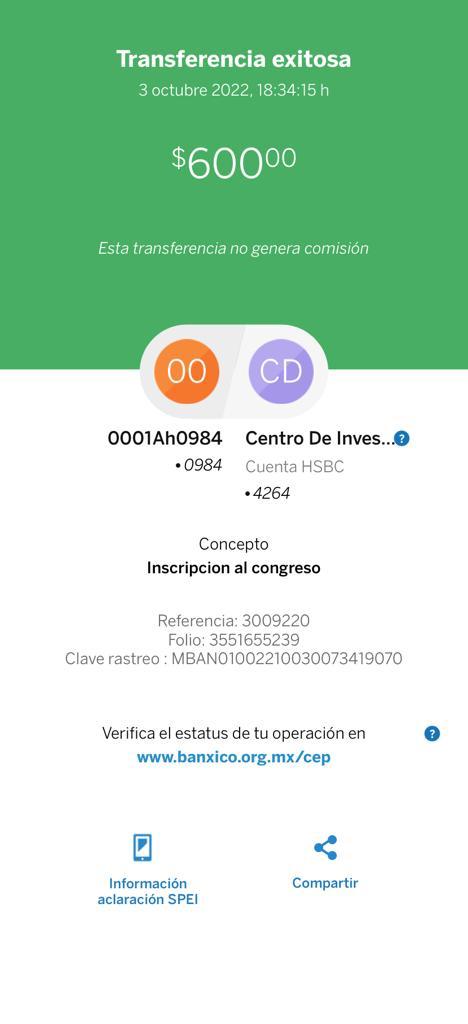 Transferencia exitosa
3 octubre 2022, 18:34:15 h
$600⁰⁰
Esta transferencia no genera comisión
00 CD
0001Ah0984 Centro De Inves... ?
•0984 Cuenta HSBC
•4264
Concepto
Inscripcion al congreso
Referencia: 3009220
Folio: 3551655239
Clave rastreo : MBAN01002210030073419070
Verifica el estatus de tu operación en ?
www.banxico.org.mx/cep
Información Compartir
aclaración SPEI